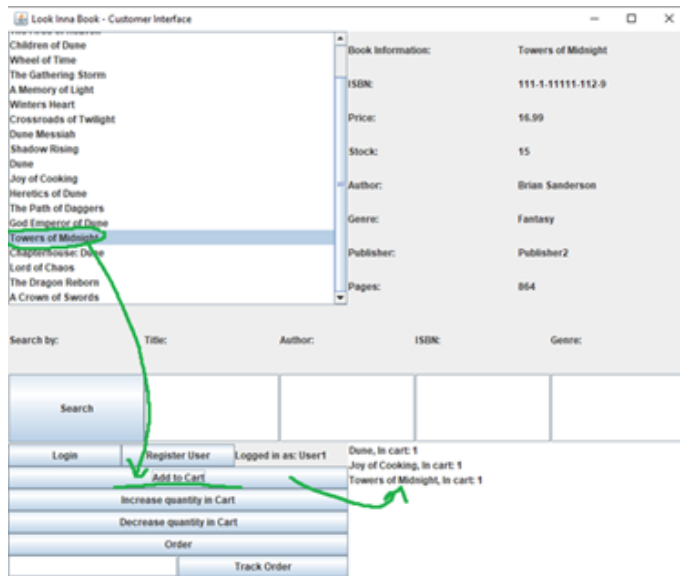 Look Inna Book - Customer Interface
Children of Dune
Wheel of Time
The Gathering Storm
A Memory of Light
Winters Heart
Crossroads of Twilight
Dune Messiah
Shadow Rising
Dune
Joy of Cooking
Heretics of Dune
The Path of Daggers
God Emperor of Dune
Towers of Midnight
Chapterhouse: Dune
Lord of Chaos
The Dragon Reborn
A Crown of Swords
Book Information: Towers of Midnight
ISBN: 111-1-11111-112-9
Price: 16.99
Stock: 15
Author: Brian Sanderson
Genre: Fantasy
Publisher: Publisher2
Pages: 864
Search by: Title: Author: ISBN: Genre:
Search
Login Register User Logged in as: User1
Add to Cart
Increase quantity in Cart
Decrease quantity in Cart
Order
Track Order
Dune, In cart: 1
Joy of Cooking, In cart: 1
Towers of Midnight, In cart: 1